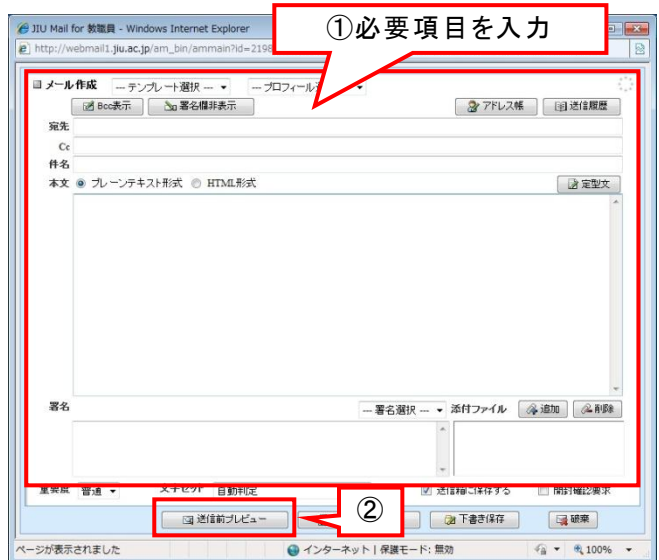 JIU Mail for 教職員 - Windows Internet Explorer
①必要項目を入力
http://webmail1.jiu.ac.jp/am_bin/ammain?id=2198
メール作成 --- テンプレート選択 --- --- プロフィール
Bcc表示 署名欄非表示 アドレス帳 送信履歴
宛先
Cc
件名
本文 プレーンテキスト形式 HTML形式 定型文
署名 --- 署名選択 --- 添付ファイル 追加 削除
重要度 普通 文字セット 自動判定 送信箱に保存する 開封確認要求
送信前プレビュー ② 下書き保存 破棄
ページが表示されました インターネット | 保護モード: 無効 100%